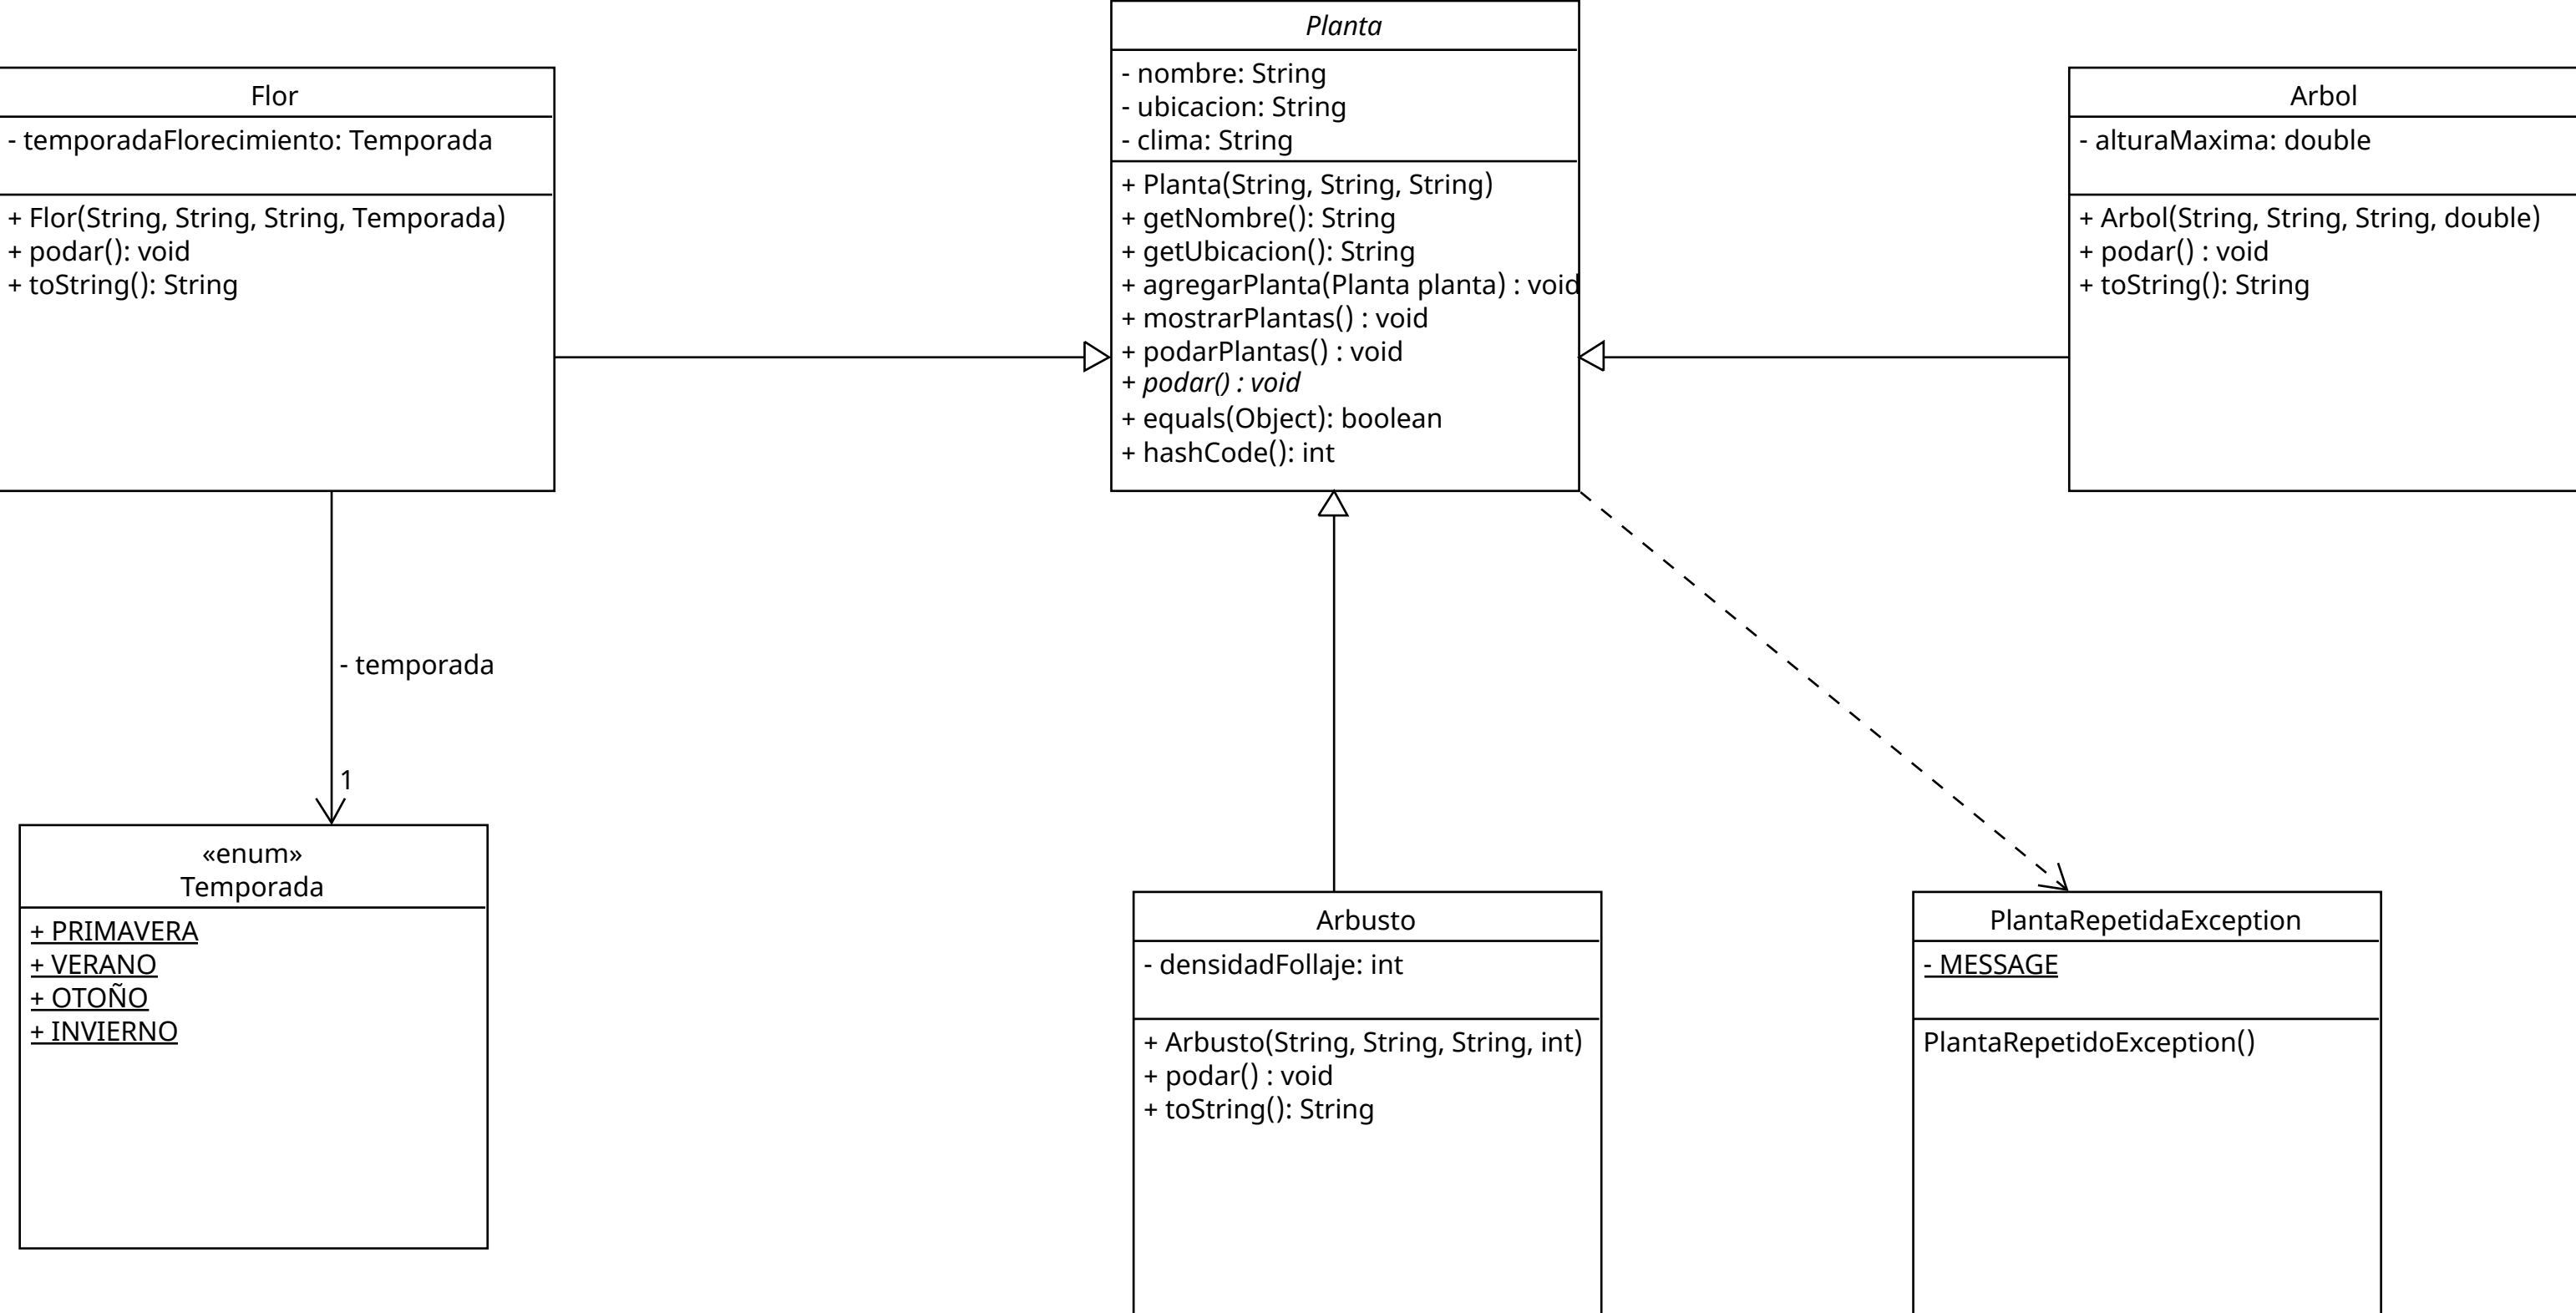 Planta
- nombre: String
- ubicacion: String
- clima: String
+ Planta(String, String, String)
+ getNombre(): String
+ getUbicacion(): String
+ agregarPlanta(Planta planta) : void
+ mostrarPlantas() : void
+ podarPlantas() : void
+ podar() : void
+ equals(Object): boolean
+ hashCode(): int
Flor
- temporadaFlorecimiento: Temporada
+ Flor(String, String, String, Temporada)
+ podar(): void
+ toString(): String
Arbol
- alturaMaxima: double
+ Arbol(String, String, String, double)
+ podar() : void
+ toString(): String
- temporada
1
«enum»
Temporada
+ PRIMAVERA
+ VERANO
+ OTOÑO
+ INVIERNO
Arbusto
- densidadFollaje: int
+ Arbusto(String, String, String, int)
+ podar() : void
+ toString(): String
PlantaRepetidaException
- MESSAGE
PlantaRepetidoException()